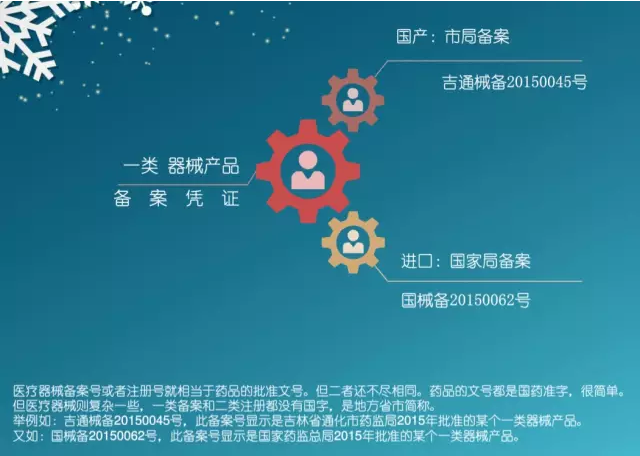 国产：市局备案
吉通械备20150045号
一类 器械产品
备 案 凭 证
进口：国家局备案
国械备20150062号
医疗器械备案号或者注册号就相当于药品的批准文号。但二者还不尽相同。药品的文号都是国药准字，很简单。
但医疗器械则复杂一些，一类备案和二类注册都没有国字，是地方省市简称。
举例如：吉通械备20150045号，此备案号显示是吉林省通化市药监局2015年批准的某个一类器械产品。
又如：国械备20150062号，此备案号显示是国家药监总局2015年批准的某个一类器械产品。